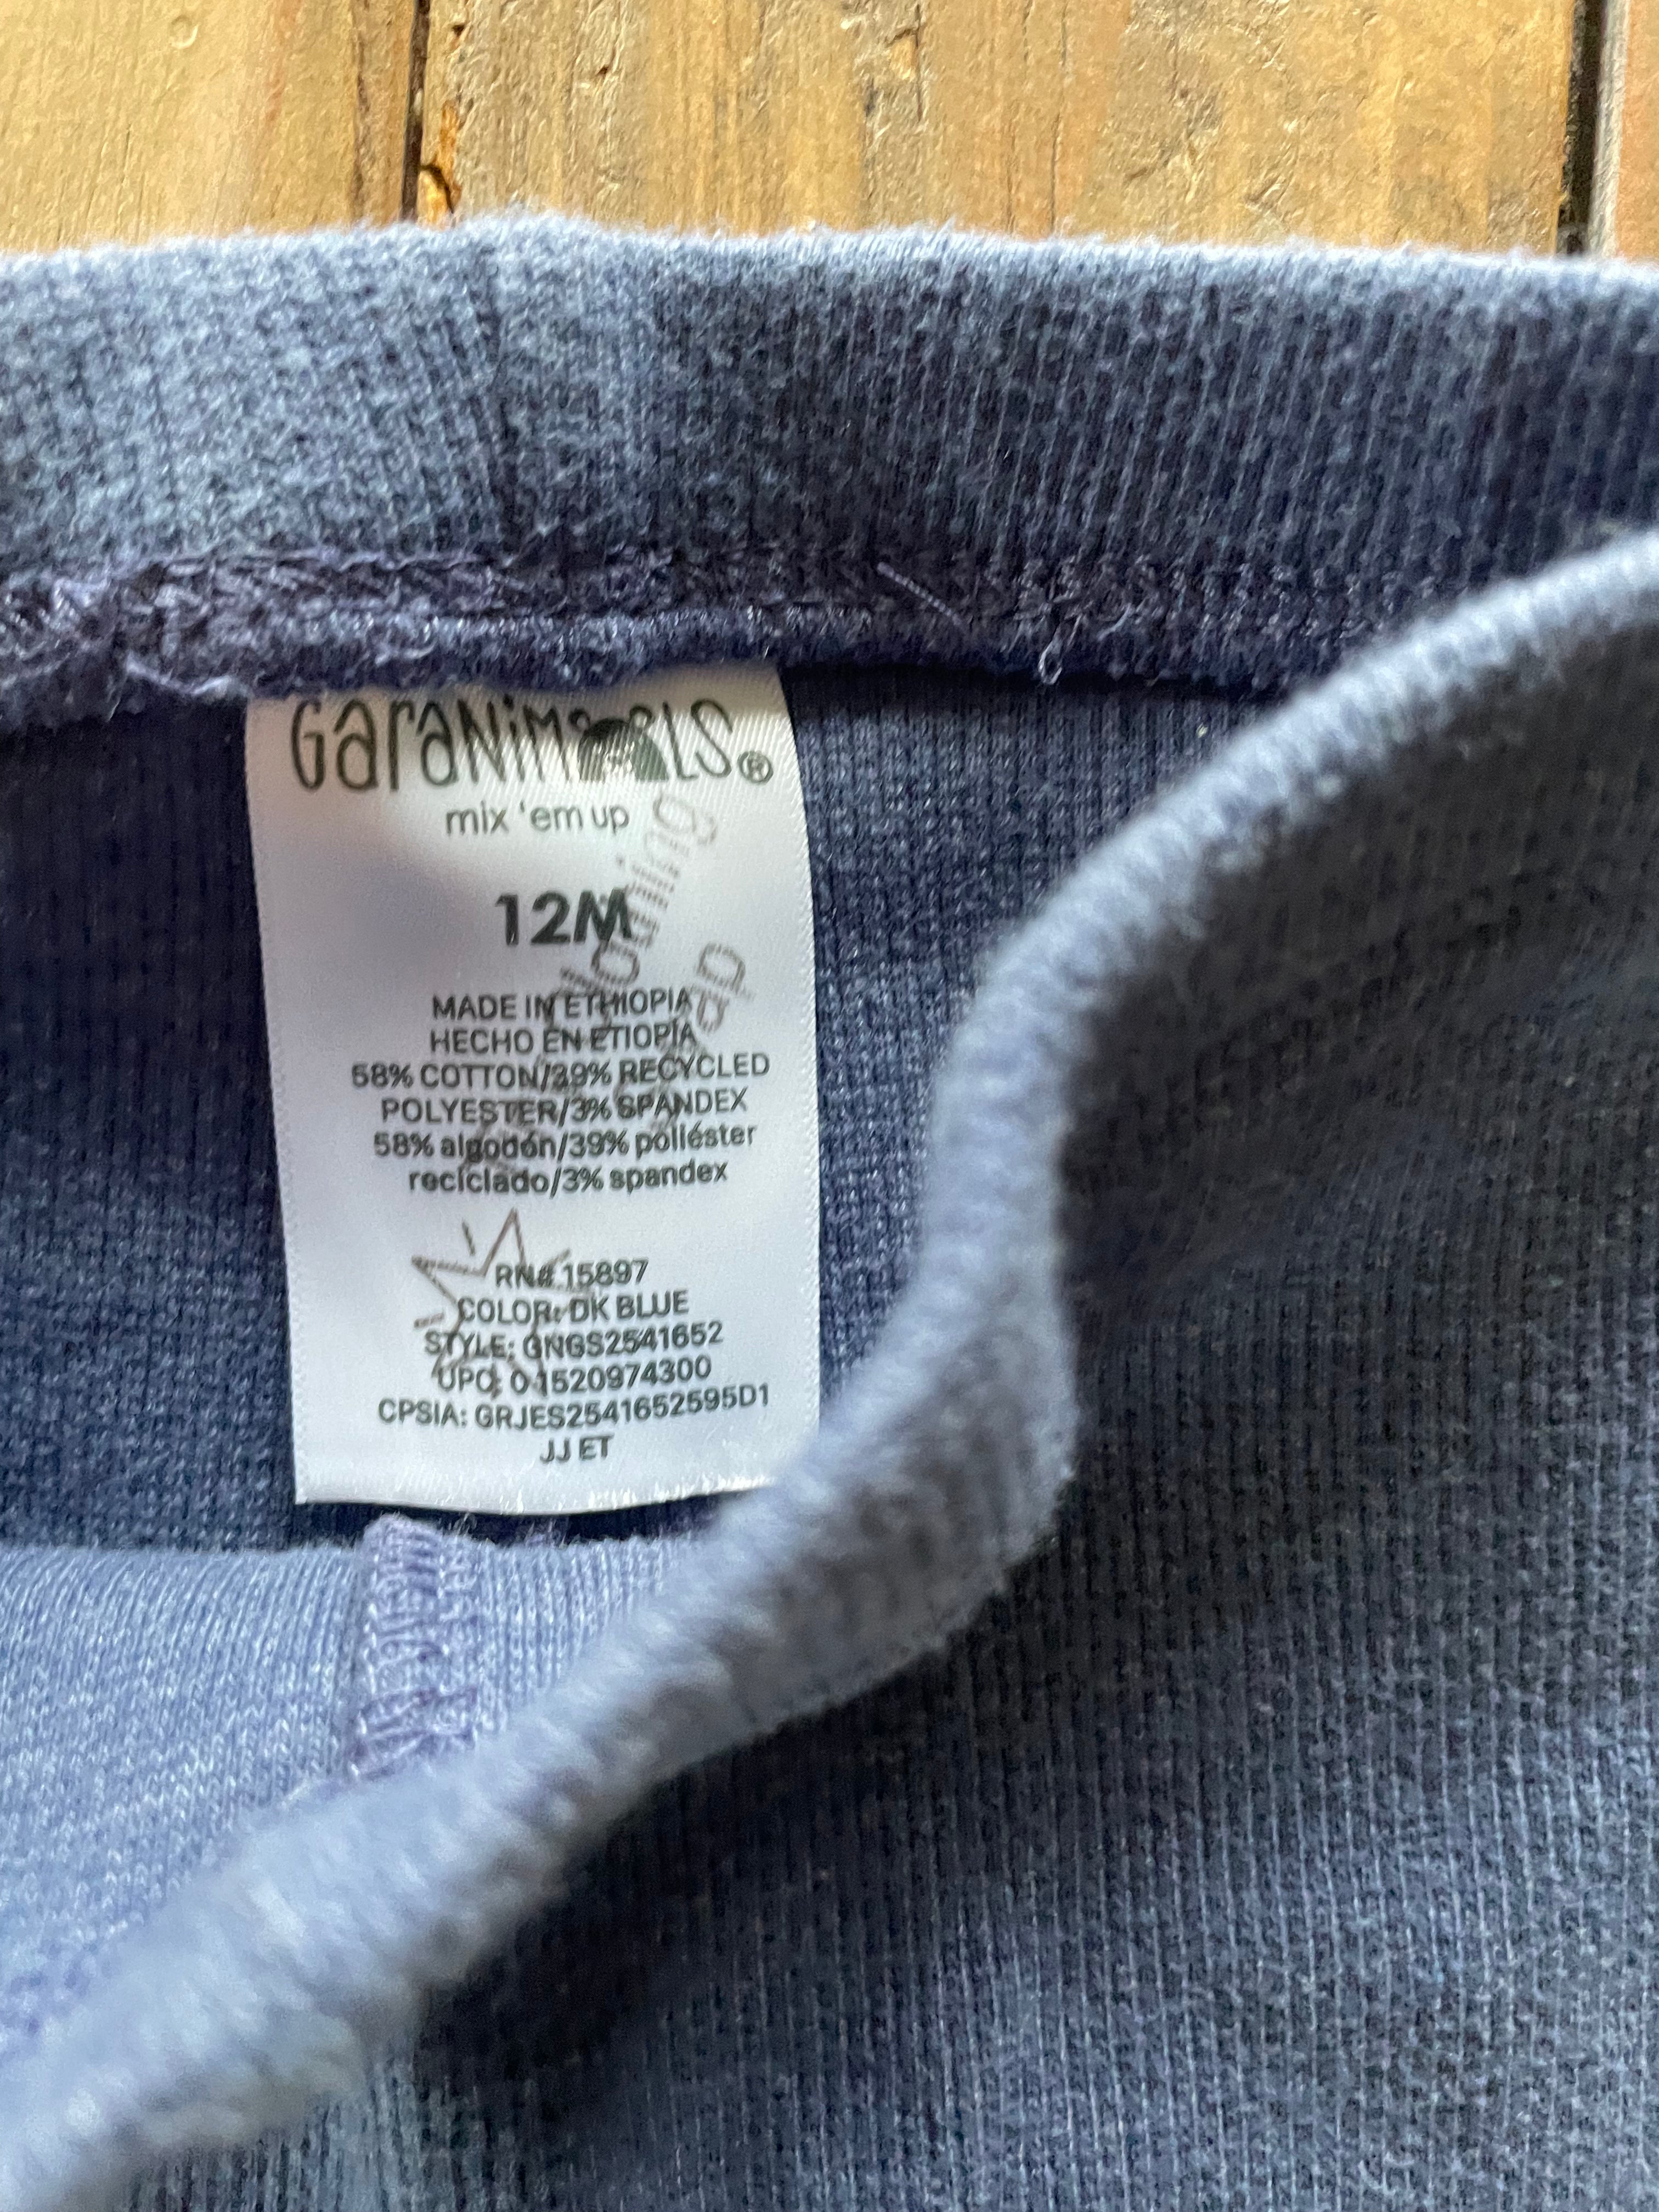 GaraNiMaLS®
mix 'em up
12M
MADE IN ETHIOPIA
HECHO EN ETIOPÍA
58% COTTON/39% RECYCLED
POLYESTER/3% SPANDEX
58% algodón/39% poliéster
reciclado/3% spandex
RN# 15897
COLOR: DK BLUE
STYLE: GNGS2541652
UPC: 01520974300
CPSIA: GRJES2541652595D1
JJ ET